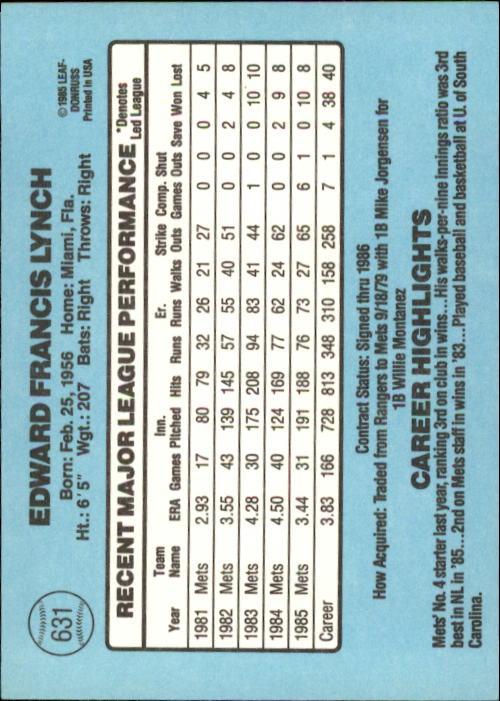 631
EDWARD FRANCIS LYNCH
Born: Feb. 25, 1956 Home: Miami, Fla.
Ht.: 6'5" Wgt.: 207 Bats: Right Throws: Right
© 1985 LEAF-
DONRUSS
Printed in USA
RECENT MAJOR LEAGUE PERFORMANCE *Denotes
Led League
Team Inn. Er. Strike Comp. Shut
Year Name ERA Games Pitched Hits Runs Runs Walks Outs Games Outs Save Won Lost
1981 Mets 2.93 17 80 79 32 26 21 27 0 0 0 4 5
1982 Mets 3.55 43 139 145 57 55 40 51 0 0 2 4 8
1983 Mets 4.28 30 175 208 94 83 41 44 1 0 0 10 10
1984 Mets 4.50 40 124 169 77 62 24 62 0 0 2 9 8
1985 Mets 3.44 31 191 188 76 73 27 65 6 1 0 10 8
Career 3.83 166 728 813 348 310 158 258 7 1 4 38 40
Contract Status: Signed thru 1986
How Acquired: Traded from Rangers to Mets 9/18/79 with 1B Mike Jorgensen for
1B Willie Montanez
CAREER HIGHLIGHTS
Mets' No. 4 starter last year, ranking 3rd on club in wins...His walks-per-nine innings ratio was 3rd
best in NL in '85...2nd on Mets staff in wins in '83...Played baseball and basketball at U. of South
Carolina.